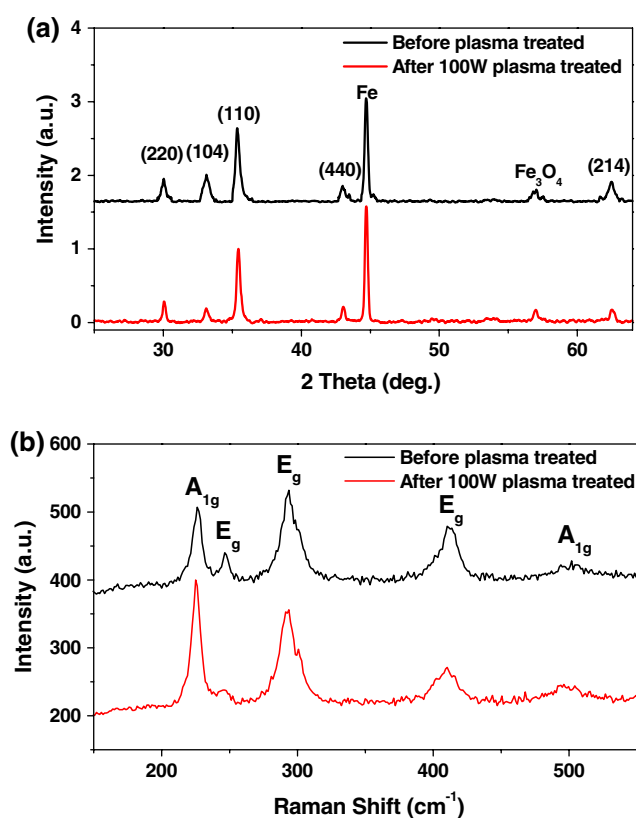 (a)
4
3
2
1
0
Intensity (a.u.)
Before plasma treated
After 100W plasma treated
(220)
(104)
(110)
(440)
Fe
Fe₃O₄
(214)
30 40 50 60
2 Theta (deg.)
(b)
600
500
400
300
200
Intensity (a.u.)
Before plasma treated
After 100W plasma treated
A₁g
Eg
Eg
Eg
A₁g
200 300 400 500
Raman Shift (cm⁻¹)